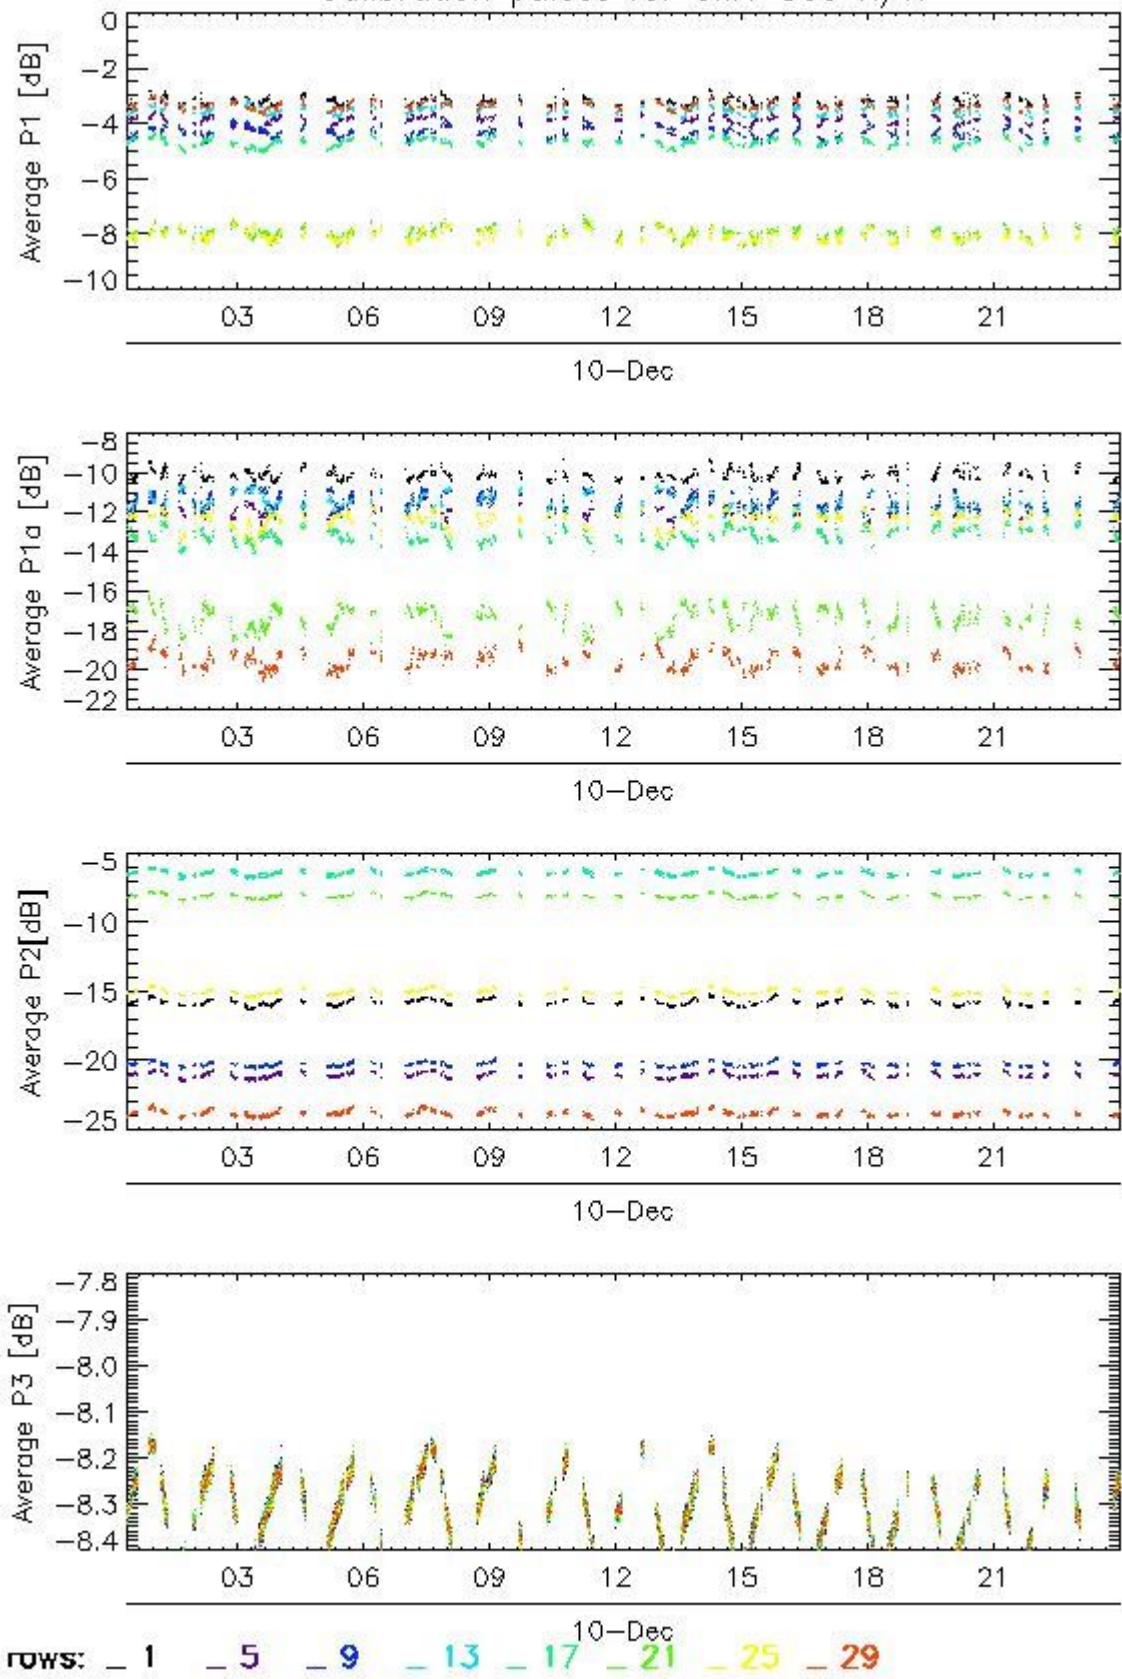 0
−2
−4
−6
−8
−10
Average P1 [dB]
03 06 09 12 15 18 21
10−Dec
−8
−10
−12
−14
−16
−18
−20
−22
Average P1a [dB]
03 06 09 12 15 18 21
10−Dec
−5
−10
−15
−20
−25
Average P2[dB]
03 06 09 12 15 18 21
10−Dec
−7.8
−7.9
−8.0
−8.1
−8.2
−8.3
−8.4
Average P3 [dB]
03 06 09 12 15 18 21
10−Dec
rows: _ 1 _ 5 _ 9 _ 13 _ 17 _ 21 _ 25 _ 29